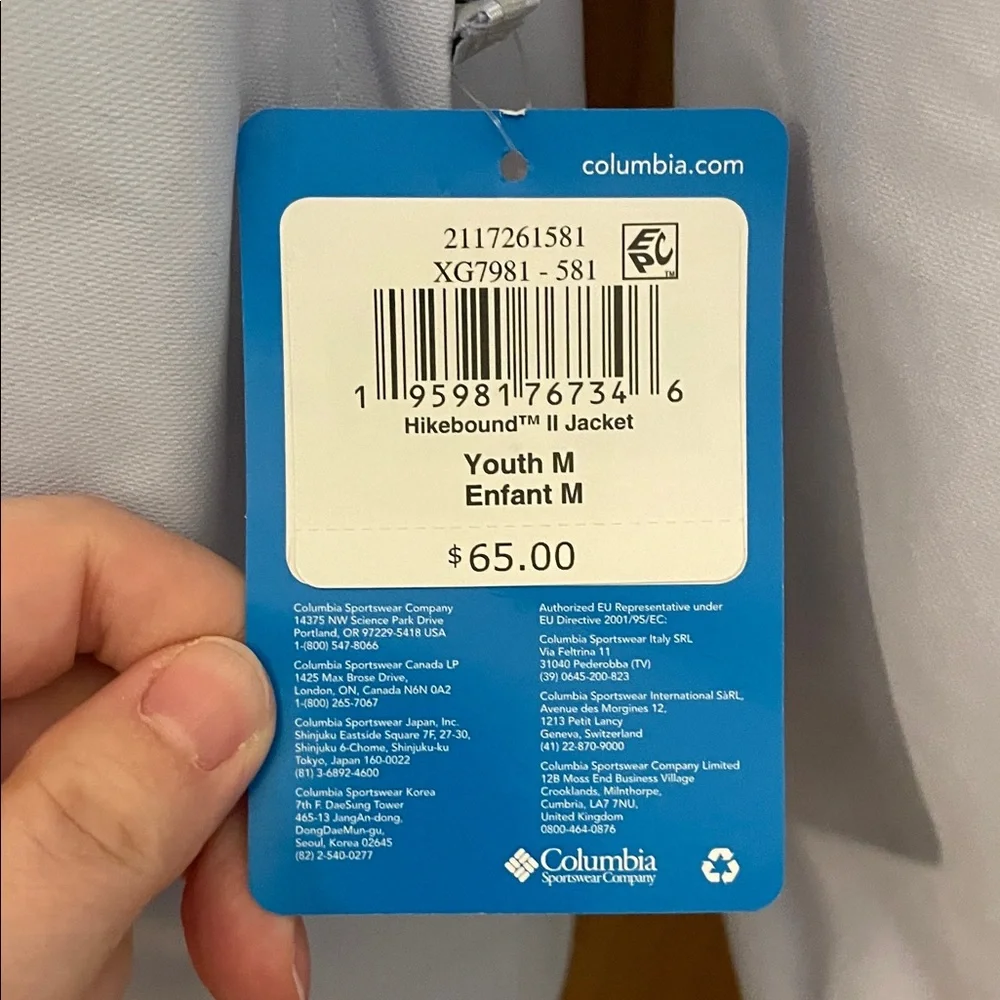 columbia.com
2117261581
XG7981 - 581
EPC™
1 95981 76734 6
Hikebound™ II Jacket
Youth M
Enfant M
$65.00
Columbia Sportswear Company
14375 NW Science Park Drive
Portland, OR 97229-5418 USA
1-(800) 547-8066
Columbia Sportswear Canada LP
1425 Max Brose Drive,
London, ON, Canada N6N 0A2
1-(800) 265-7067
Columbia Sportswear Japan, Inc.
Shinjuku Eastside Square 7F, 27-30,
Shinjuku 6-Chome, Shinjuku-ku
Tokyo, Japan 160-0022
(81) 3-6892-4600
Columbia Sportswear Korea
7th F. DaeSung Tower
465-13 JangAn-dong,
DongDaeMun-gu,
Seoul, Korea 02645
(82) 2-540-0277
Authorized EU Representative under
EU Directive 2001/95/EC:
Columbia Sportswear Italy SRL
Via Feltrina 11
31040 Pederobba (TV)
(39) 0645-200-823
Columbia Sportswear International SàRL,
Avenue des Morgines 12,
1213 Petit Lancy
Geneva, Switzerland
(41) 22-870-9000
Columbia Sportswear Company Limited
12B Moss End Business Village
Crooklands, Milnthorpe,
Cumbria, LA7 7NU,
United Kingdom
0800-464-0876
Columbia
Sportswear Company